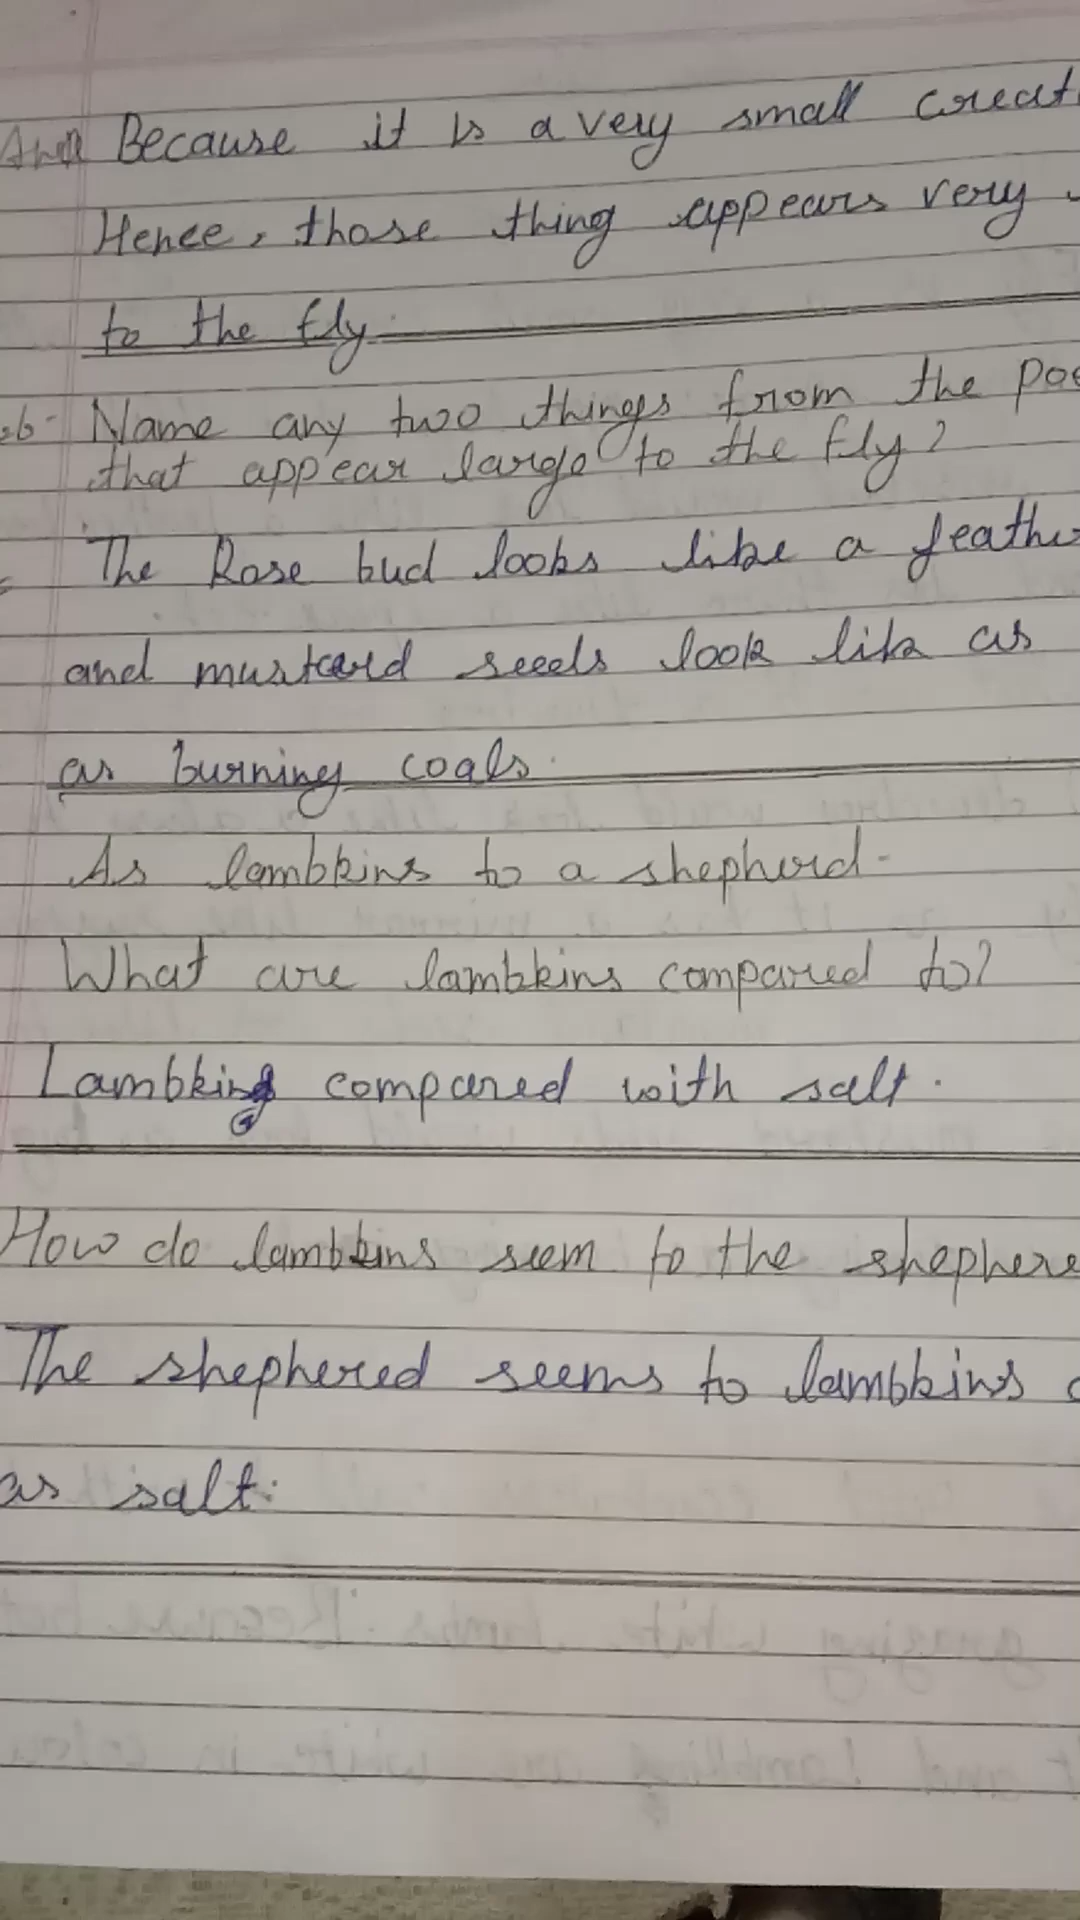 Because it is a very small creat
Hence, those thing appears very
to the fly.
Name any two things from the poe
that appear large to the fly?
The Rose bud looks like a feathe
and mustard seeds look like as
as burning coals.
As lambkins to a shepherd.
What are lambkins compared to?
Lambking compared with salt.
How do lambkins seem to the shephere
The shephered seems to lambkins
as salt.